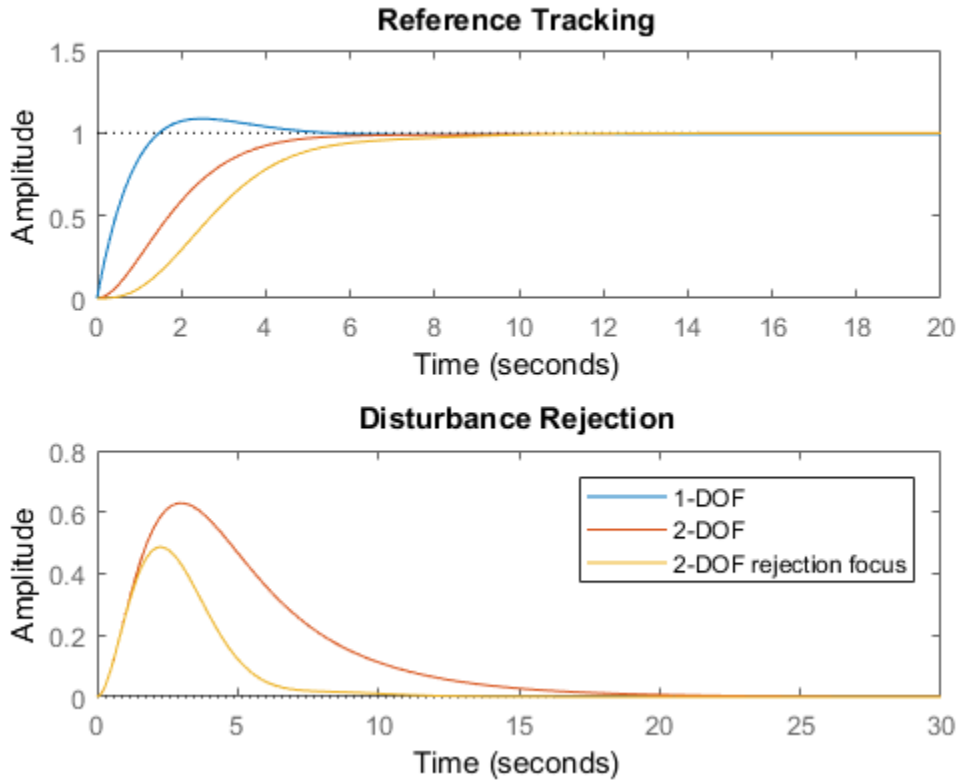 Reference Tracking
1.5
1
0.5
0
Amplitude
0 2 4 6 8 10 12 14 16 18 20
Time (seconds)
Disturbance Rejection
0.8
0.6
0.4
0.2
0
Amplitude
1-DOF
2-DOF
2-DOF rejection focus
0 5 10 15 20 25 30
Time (seconds)